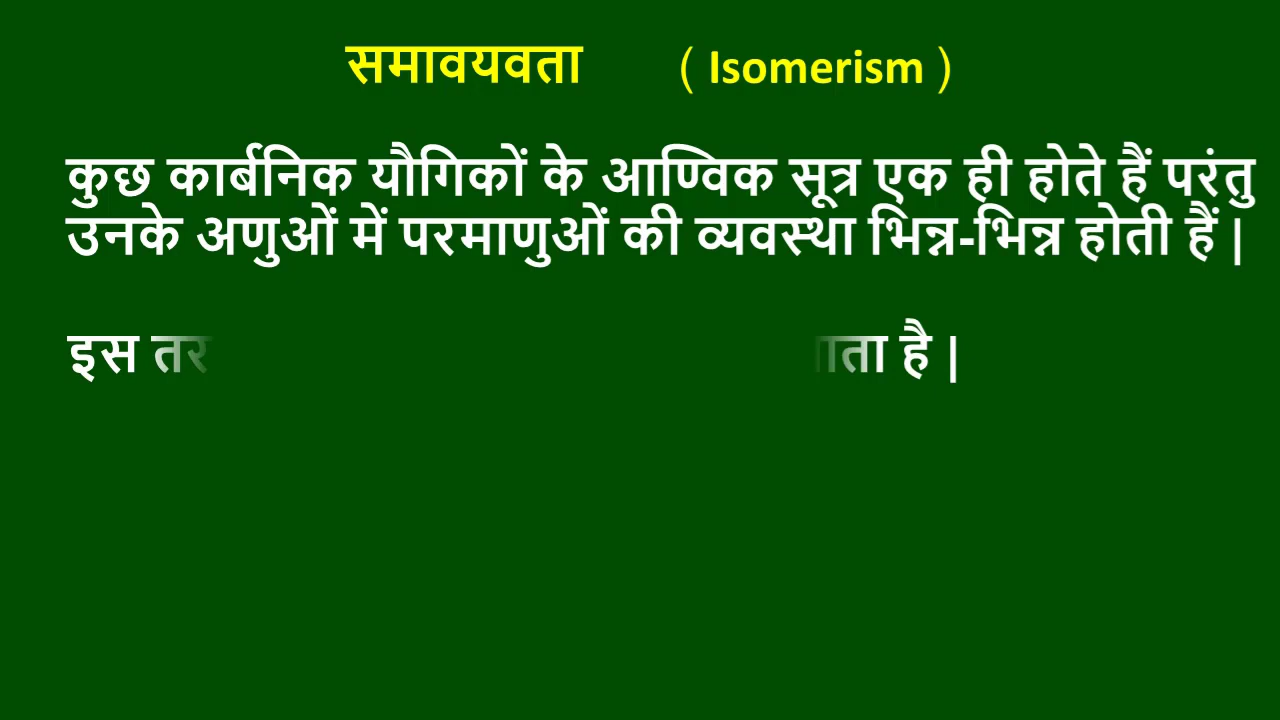 समावयवता ( Isomerism )
कुछ कार्बनिक यौगिकों के आण्विक सूत्र एक ही होते हैं परंतु
उनके अणुओं में परमाणुओं की व्यवस्था भिन्न-भिन्न होती हैं |
इस है |